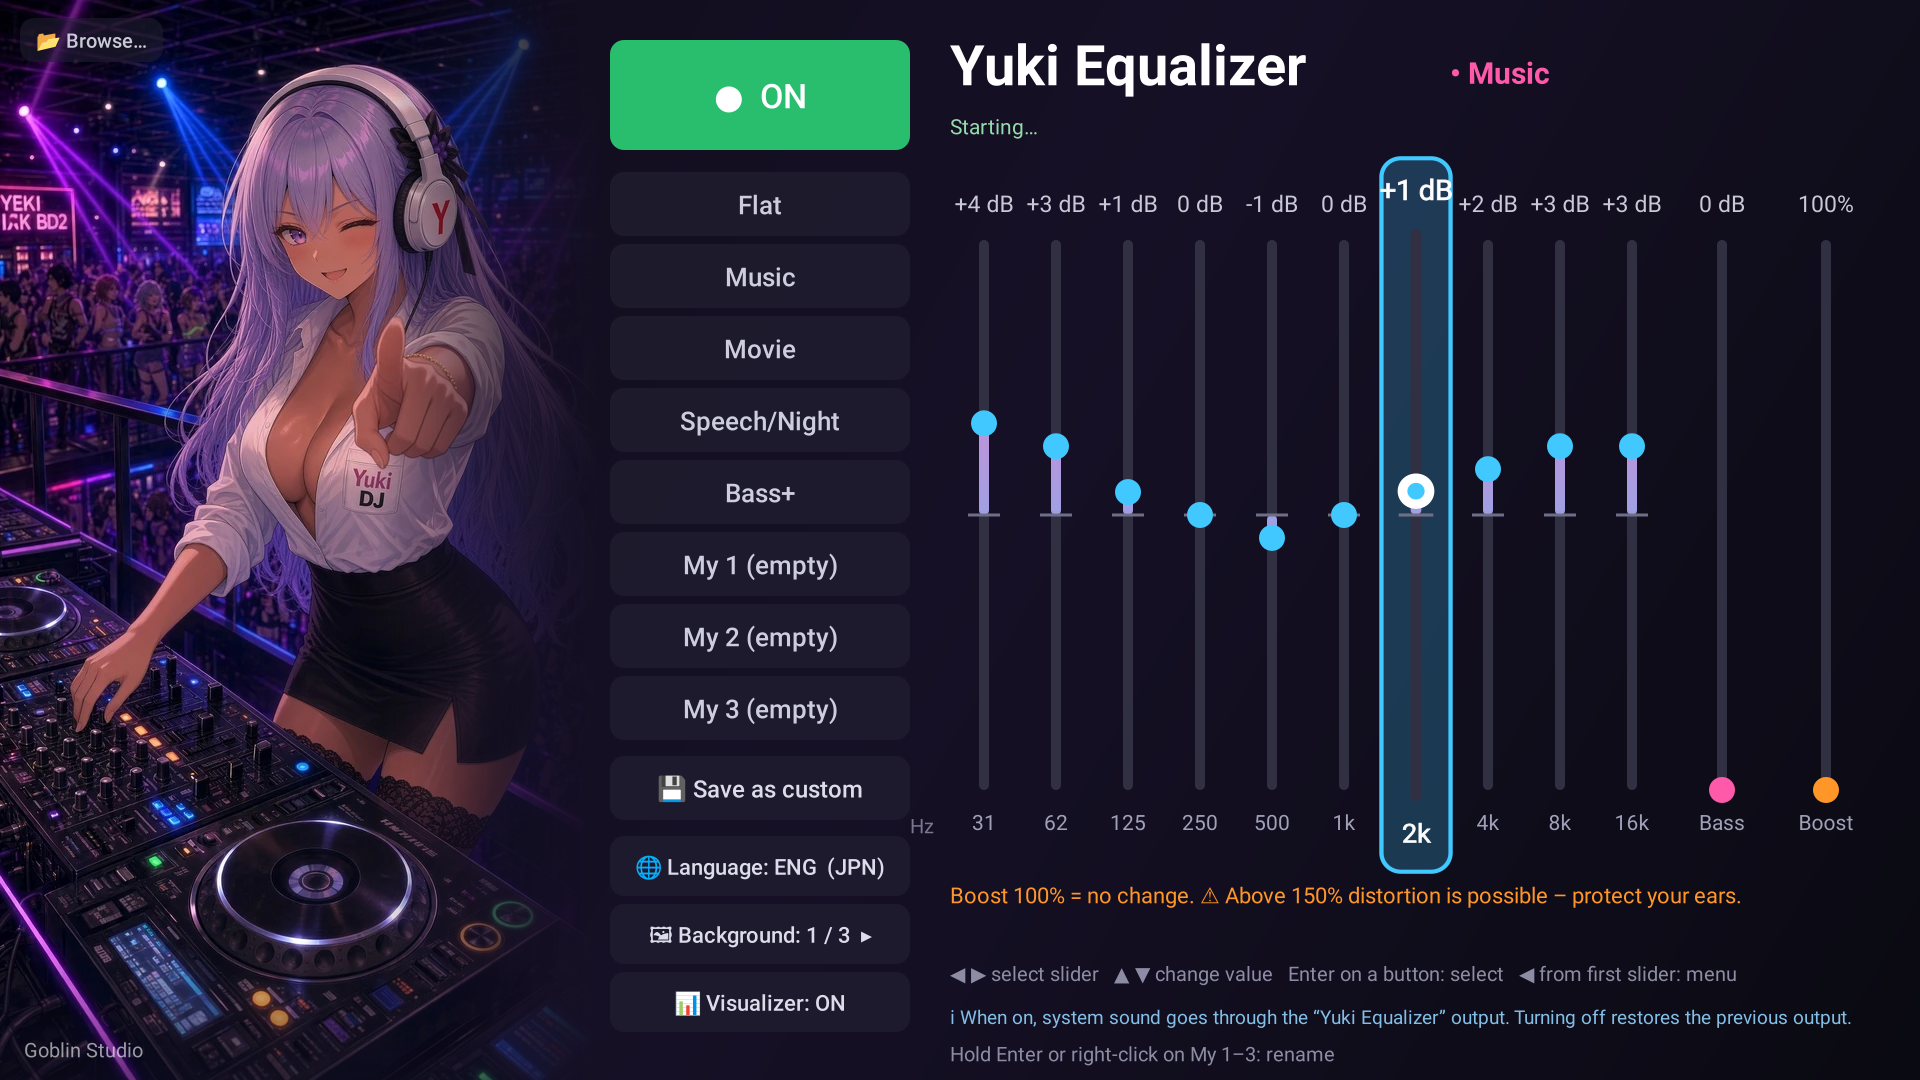 📂 Browse...
YEKI
Y
Yuki
DJ
Goblin Studio
● ON
Flat
Music
Movie
Speech/Night
Bass+
My 1 (empty)
My 2 (empty)
My 3 (empty)
💾 Save as custom
🌐 Language: ENG (JPN)
🖼 Background: 1 / 3 ▸
📊 Visualizer: ON
Yuki Equalizer
• Music
Starting...
+4 dB +3 dB +1 dB 0 dB -1 dB 0 dB +1 dB +2 dB +3 dB +3 dB 0 dB 100%
Hz 31 62 125 250 500 1k 2k 4k 8k 16k Bass Boost
Boost 100% = no change. ⚠ Above 150% distortion is possible – protect your ears.
◀ ▶ select slider ▲ ▼ change value Enter on a button: select ◀ from first slider: menu
i When on, system sound goes through the “Yuki Equalizer” output. Turning off restores the previous output.
Hold Enter or right-click on My 1–3: rename